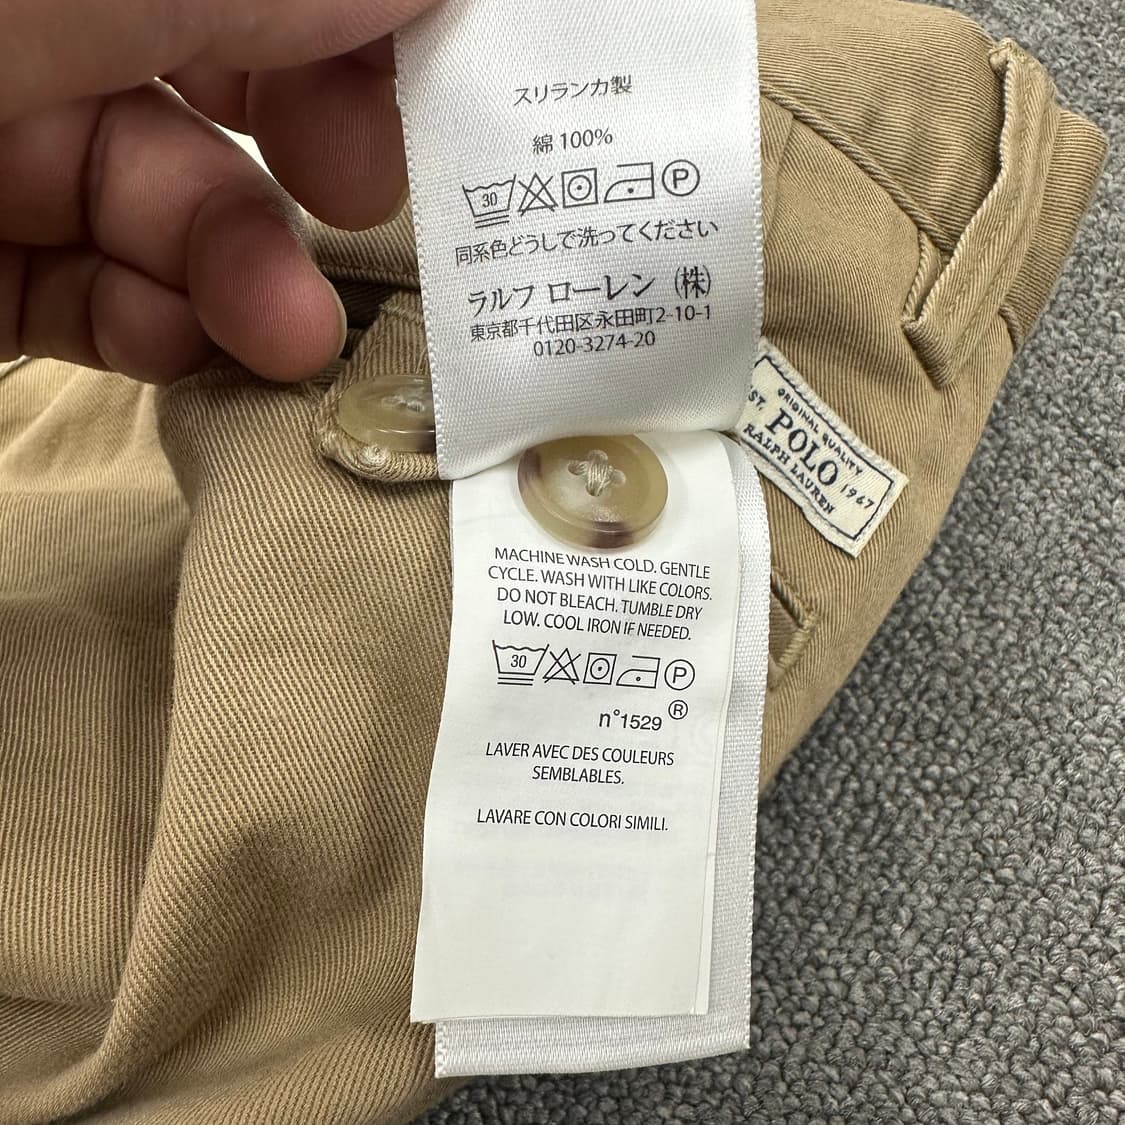 スリランカ製
綿 100%
30 P
同系色どうしで洗ってください
ラルフ ローレン (株)
東京都千代田区永田町2-10-1
0120-3274-20
ORIGINAL QUALITY
ST. POLO 1967
RALPH LAUREN
MACHINE WASH COLD. GENTLE
CYCLE. WASH WITH LIKE COLORS.
DO NOT BLEACH. TUMBLE DRY
LOW. COOL IRON IF NEEDED.
30 P
n°1529 ®
LAVER AVEC DES COULEURS
SEMBLABLES.
LAVARE CON COLORI SIMILI.